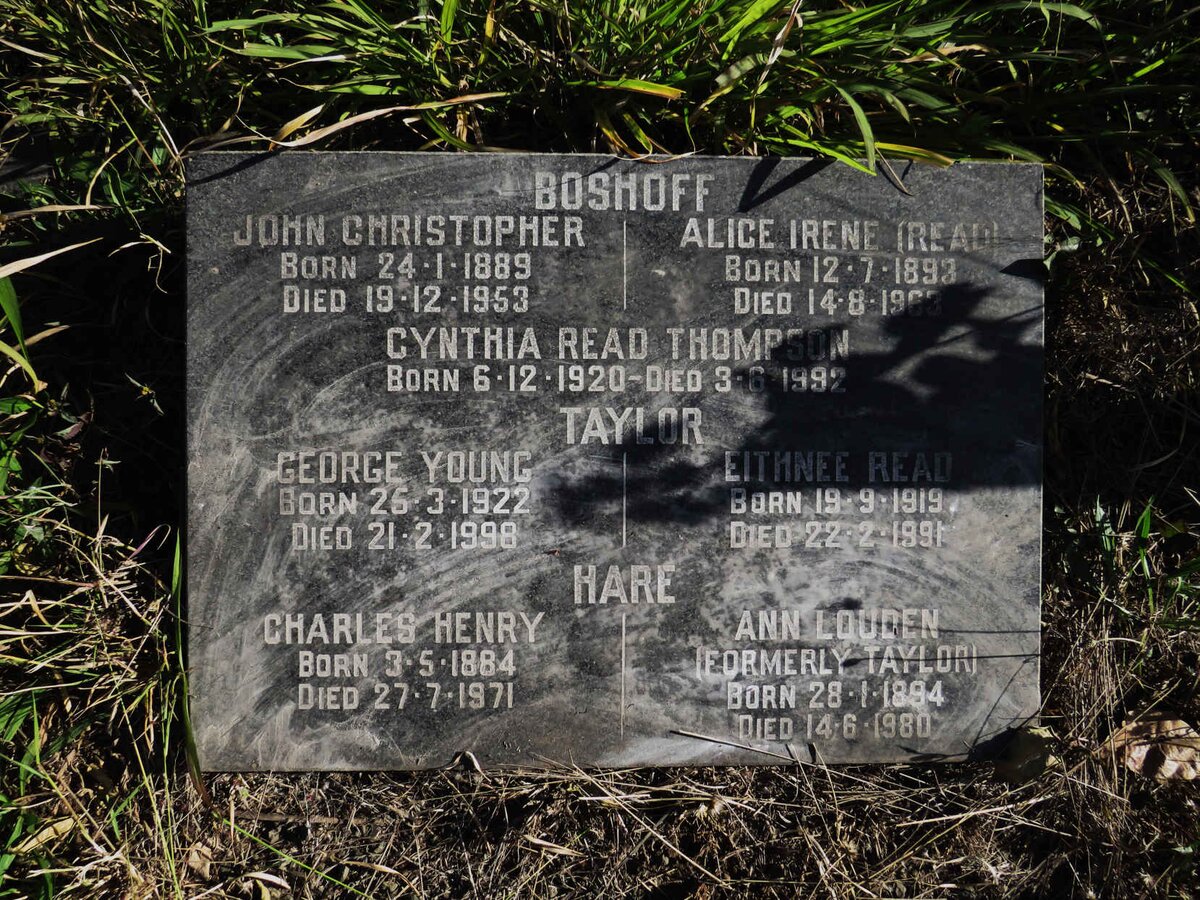 BOSHOFF
JOHN CHRISTOPHER
BORN 24·1·1889
DIED 19·12·1953
ALICE IRENE (READ)
BORN 12·7·1893
DIED 14·8·1963
CYNTHIA READ THOMPSON
BORN 6·12·1920-DIED 3·6·1992
TAYLOR
GEORGE YOUNG
BORN 26·3·1922
DIED 21·2·1998
EITHNEE READ
BORN 19·9·1919
DIED 22·2·1991
HARE
CHARLES HENRY
BORN 3·5·1884
DIED 27·7·1971
ANN LOUDEN
(FORMERLY TAYLOR)
BORN 28·1·1894
DIED 14·6·1980